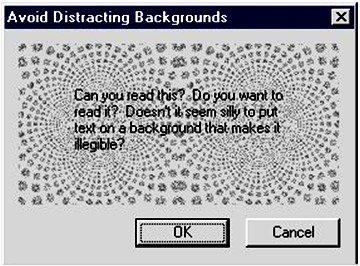 Avoid Distracting Backgrounds
Can you read this? Do you want to
read it? Doesn't it seem silly to put
text on a background that makes it
illegible?
OK
Cancel